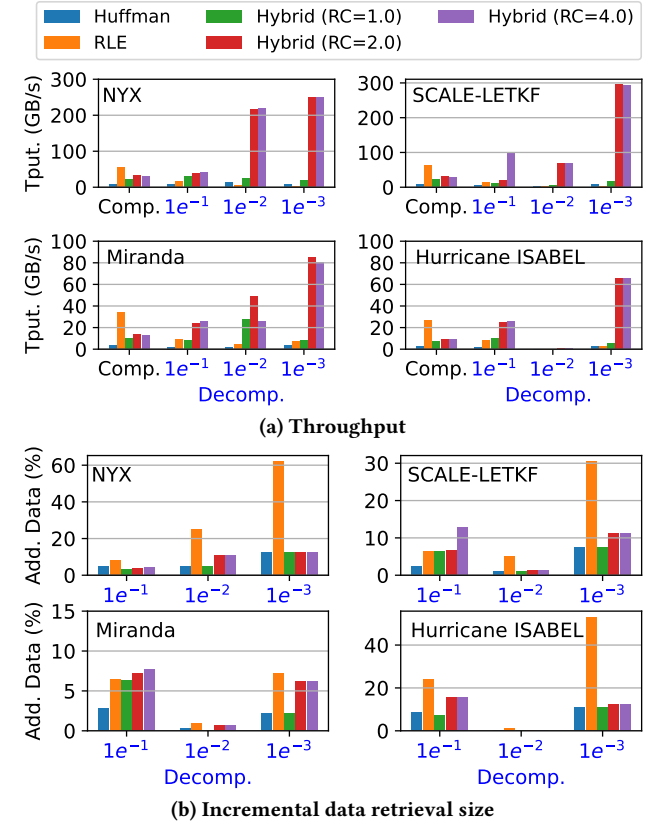 Huffman Hybrid (RC=1.0) Hybrid (RC=4.0)
RLE Hybrid (RC=2.0)
Tput. (GB/s)
300
200
100
0
NYX
Comp. 1e⁻¹ 1e⁻² 1e⁻³
300
200
100
0
SCALE-LETKF
Comp. 1e⁻¹ 1e⁻² 1e⁻³
Tput. (GB/s)
100
80
60
40
20
0
Miranda
Comp. 1e⁻¹ 1e⁻² 1e⁻³
Decomp.
100
80
60
40
20
0
Hurricane ISABEL
Comp. 1e⁻¹ 1e⁻² 1e⁻³
Decomp.
(a) Throughput
Add. Data (%)
60
40
20
0
NYX
1e⁻¹ 1e⁻² 1e⁻³
30
20
10
0
SCALE-LETKF
1e⁻¹ 1e⁻² 1e⁻³
Add. Data (%)
15
10
5
0
Miranda
1e⁻¹ 1e⁻² 1e⁻³
Decomp.
40
20
0
Hurricane ISABEL
1e⁻¹ 1e⁻² 1e⁻³
Decomp.
(b) Incremental data retrieval size